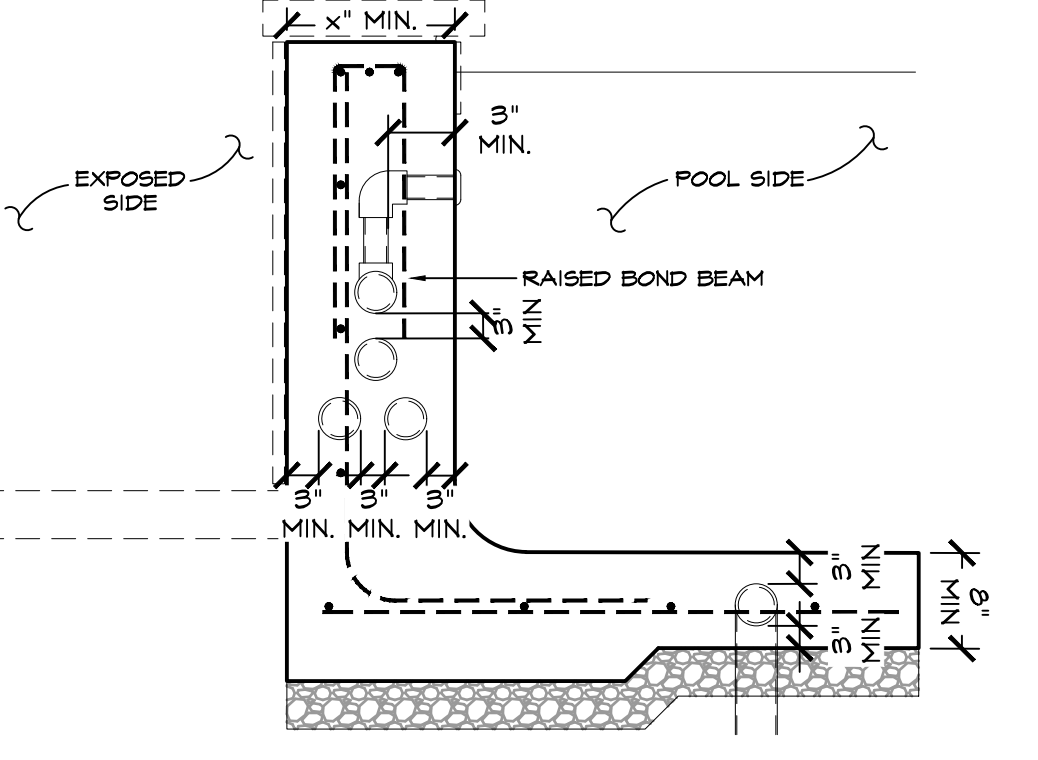 x" MIN.
3"
MIN.
EXPOSED
SIDE
POOL SIDE
RAISED BOND BEAM
3"
MIN
3" 3" 3"
MIN. MIN. MIN.
3"
MIN
8"
MIN
3"
MIN